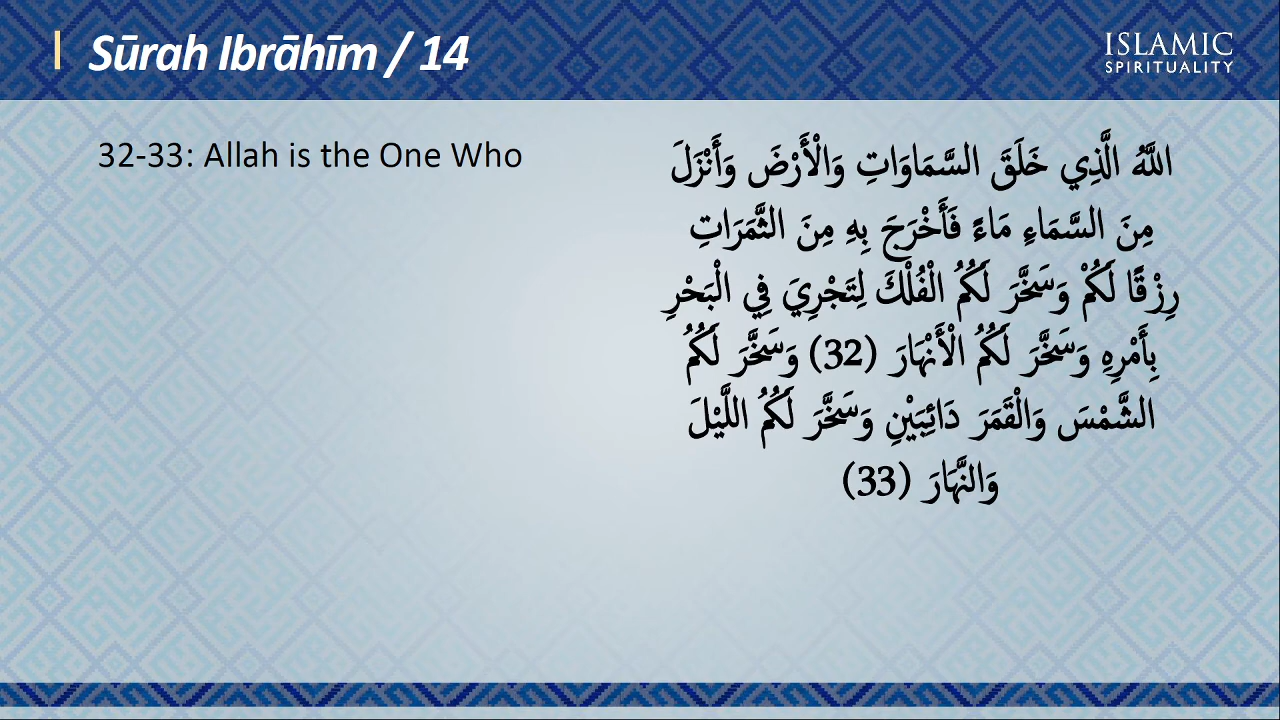 Sūrah Ibrāhīm / 14
ISLAMIC
SPIRITUALITY
32-33: Allah is the One Who
اللَّهُ الَّذِي خَلَقَ السَّمَاوَاتِ وَالْأَرْضَ وَأَنْزَلَ
مِنَ السَّمَاءِ مَاءً فَأَخْرَجَ بِهِ مِنَ الثَّمَرَاتِ
رِزْقًا لَكُمْ وَسَخَّرَ لَكُمُ الْفُلْكَ لِتَجْرِيَ فِي الْبَحْرِ
بِأَمْرِهِ وَسَخَّرَ لَكُمُ الْأَنْهَارَ (32) وَسَخَّرَ لَكُمُ
الشَّمْسَ وَالْقَمَرَ دَائِبَيْنِ وَسَخَّرَ لَكُمُ اللَّيْلَ
وَالنَّهَارَ (33)